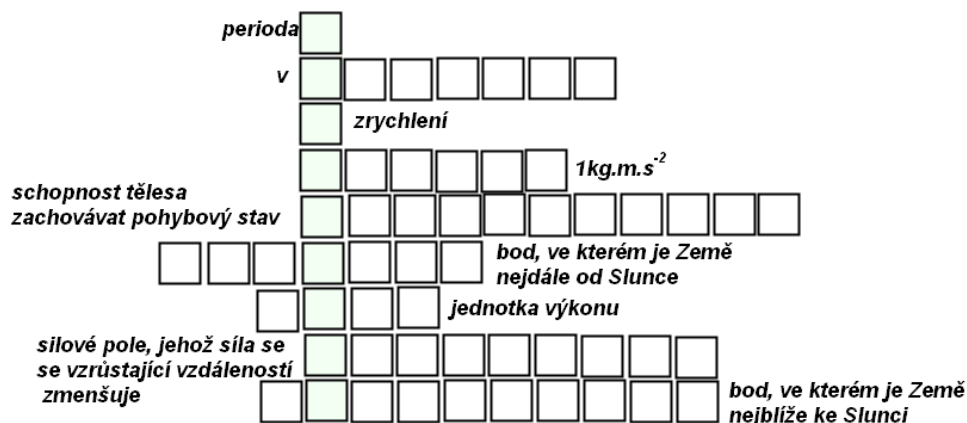 perioda
v
zrychlení
1kg.m.s⁻²
schopnost tělesa
zachovávat pohybový stav
bod, ve kterém je Země
nejdále od Slunce
jednotka výkonu
silové pole, jehož síla se
se vzrůstající vzdáleností
zmenšuje
bod, ve kterém je Země
nejblíže ke Slunci